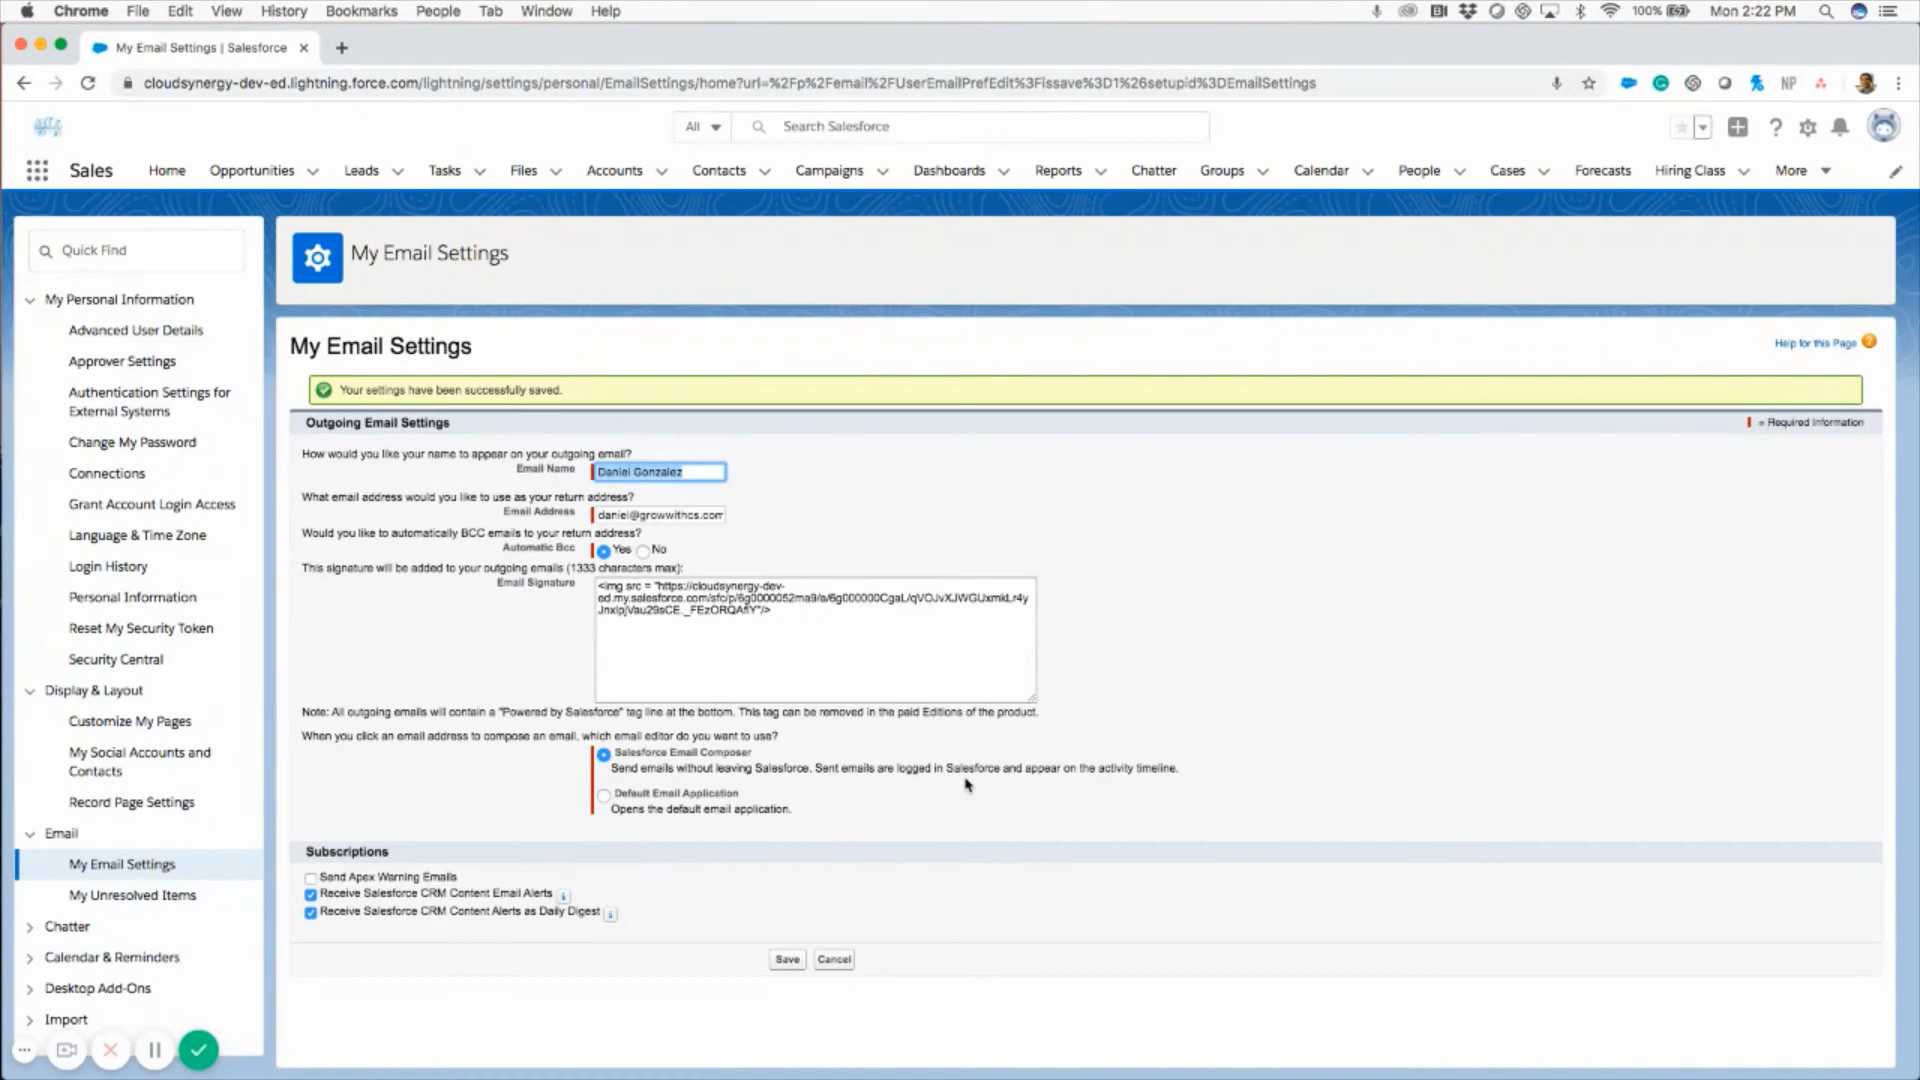 Chrome File Edit View History Bookmarks People Tab Window Help
100% Mon 2:22 PM
My Email Settings | Salesforce
cloudsynergy-dev-ed.lightning.force.com/lightning/settings/personal/EmailSettings/home?url=%2Fp%2Femail%2FUserEmailPrefEdit%3Fissave%3D1%26setupid%3DEmailSettings
NP
All Search Salesforce
Sales Home Opportunities Leads Tasks Files Accounts Contacts Campaigns Dashboards Reports Chatter Groups Calendar People Cases Forecasts Hiring Class More
Quick Find
My Personal Information
Advanced User Details
Approver Settings
Authentication Settings for
External Systems
Change My Password
Connections
Grant Account Login Access
Language & Time Zone
Login History
Personal Information
Reset My Security Token
Security Central
Display & Layout
Customize My Pages
My Social Accounts and
Contacts
Record Page Settings
Email
My Email Settings
My Unresolved Items
Chatter
Calendar & Reminders
Desktop Add-Ons
Import
My Email Settings
My Email Settings
Help for this Page
Your settings have been successfully saved.
Outgoing Email Settings
= Required Information
How would you like your name to appear on your outgoing email?
Email Name Daniel Gonzalez
What email address would you like to use as your return address?
Email Address daniel@growwithcs.com
Would you like to automatically BCC emails to your return address?
Automatic Bcc Yes No
This signature will be added to your outgoing emails (1333 characters max):
Email Signature
<img src = "https://cloudsynergy-dev-
Note: All outgoing emails will contain a "Powered by Salesforce" tag line at the bottom. This tag can be removed in the paid Editions of the product.
When you click an email address to compose an email, which email editor do you want to use?
Salesforce Email Composer
Send emails without leaving Salesforce. Sent emails are logged in Salesforce and appear on the activity timeline.
Default Email Application
Opens the default email application.
Subscriptions
Send Apex Warning Emails
Receive Salesforce CRM Content Email Alerts
Receive Salesforce CRM Content Alerts as Daily Digest
Save Cancel